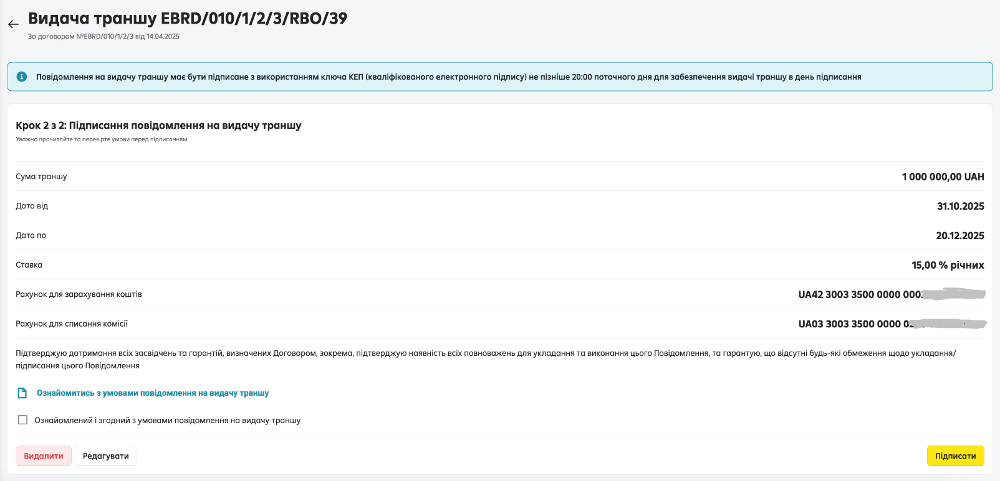 Видача траншу EBRD/010/1/2/3/RBO/39
За договором №EBRD/010/1/2/3 від 14.04.2025
Повідомлення на видачу траншу має бути підписане з використанням ключа КЕП (кваліфікованого електронного підпису) не пізніше 20:00 поточного дня для забезпечення видачі траншу в день підписання
Крок 2 з 2: Підписання повідомлення на видачу траншу
Уважно прочитайте та перевірте умови перед підписанням
Сума траншу 1 000 000,00 UAH
Дата від 31.10.2025
Дата по 20.12.2025
Ставка 15,00 % річних
Рахунок для зарахування коштів UA42 3003 3500 0000 000
Рахунок для списання комісії UA03 3003 3500 0000 0
Підтверджую дотримання всіх засвідчень та гарантій, визначених Договором, зокрема, підтверджую наявність всіх повноважень для укладання та виконання цього Повідомлення, та гарантую, що відсутні будь-які обмеження щодо укладання/
підписання цього Повідомлення
Ознайомитись з умовами повідомлення на видачу траншу
Ознайомлений і згодний з умовами повідомлення на видачу траншу
Видалити Редагувати Підписати